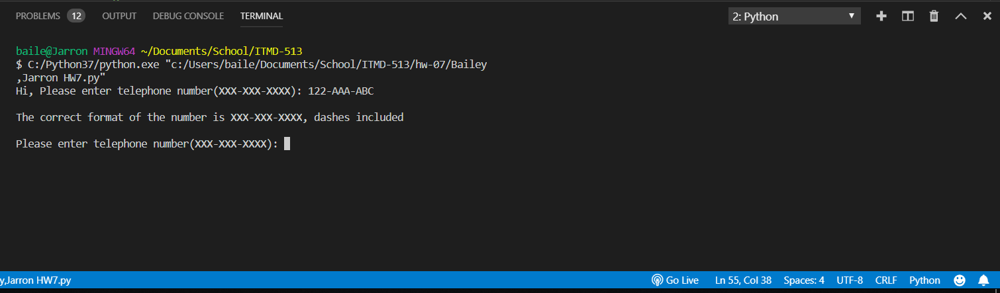 PROBLEMS 12 OUTPUT DEBUG CONSOLE TERMINAL 2: Python
baile@Jarron MINGW64 ~/Documents/School/ITMD-513
$ C:/Python37/python.exe "c:/Users/baile/Documents/School/ITMD-513/hw-07/Bailey
,Jarron HW7.py"
Hi, Please enter telephone number(XXX-XXX-XXXX): 122-AAA-ABC
The correct format of the number is XXX-XXX-XXXX, dashes included
Please enter telephone number(XXX-XXX-XXXX):
y,Jarron HW7.py Go Live Ln 55, Col 38 Spaces: 4 UTF-8 CRLF Python